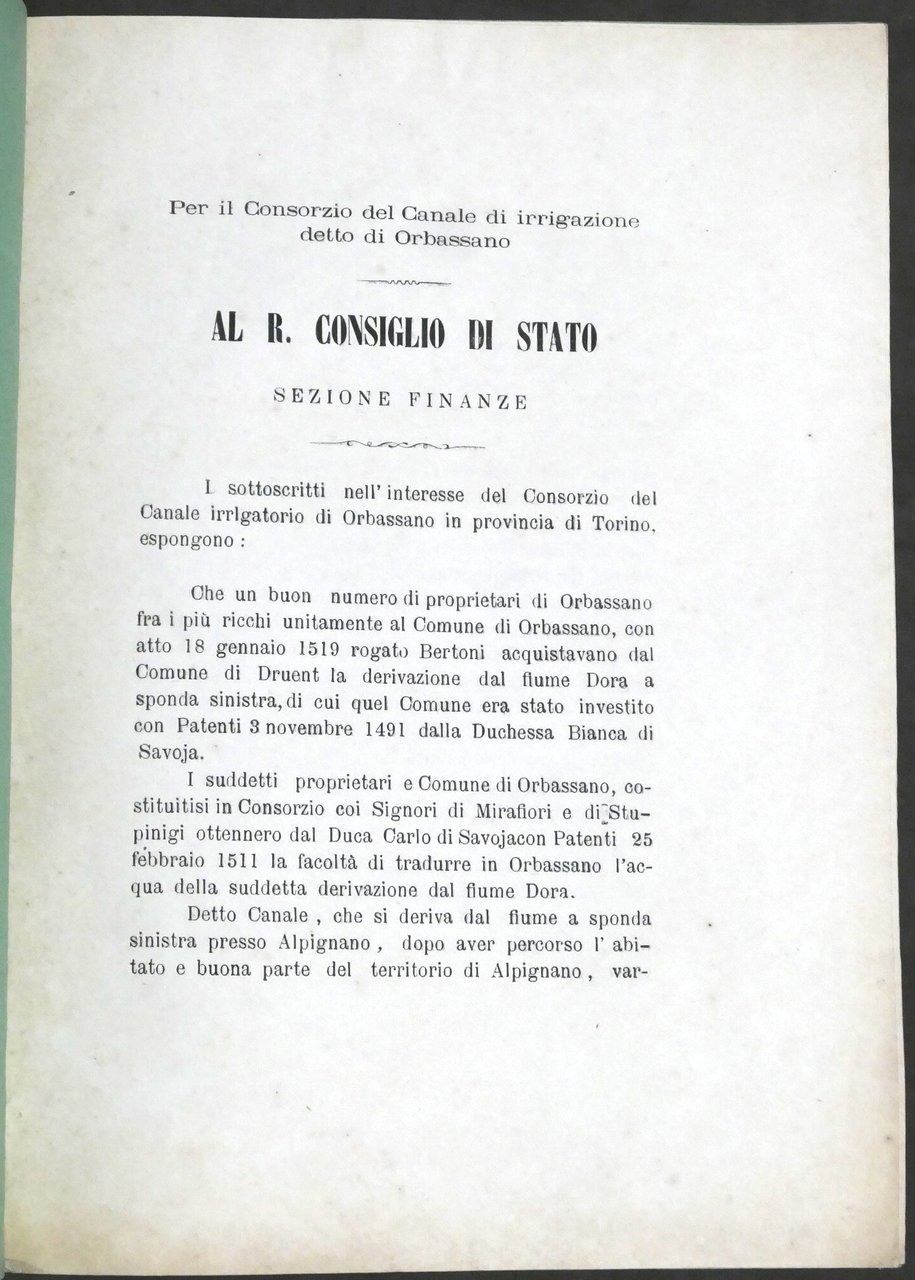 Per il Consorzio del Canale di irrigazione
detto di Orbassano
AL R. CONSIGLIO DI STATO
SEZIONE FINANZE
I sottoscritti nell' interesse del Consorzio del
Canale irrIgatorio di Orbassano in provincia di Torino,
espongono :
Che un buon numero di proprietari di Orbassano
fra i più ricchi unitamente al Comune di Orbassano, con
atto 18 gennaio 1519 rogato Bertoni acquistavano dal
Comune di Druent la derivazione dal fiume Dora a
sponda sinistra, di cui quel Comune era stato investito
con Patenti 3 novembre 1491 dalla Duchessa Bianca di
Savoja.
I suddetti proprietari e Comune di Orbassano, co-
stituitisi in Consorzio coi Signori di Mirafiori e di Stu-
pinigi ottennero dal Duca Carlo di Savojacon Patenti 25
febbraio 1511 la facoltà di tradurre in Orbassano l'ac-
qua della suddetta derivazione dal fiume Dora.
Detto Canale , che si deriva dal fiume a sponda
sinistra presso Alpignano , dopo aver percorso l' abi-
tato e buona parte del territorio di Alpignano , var-